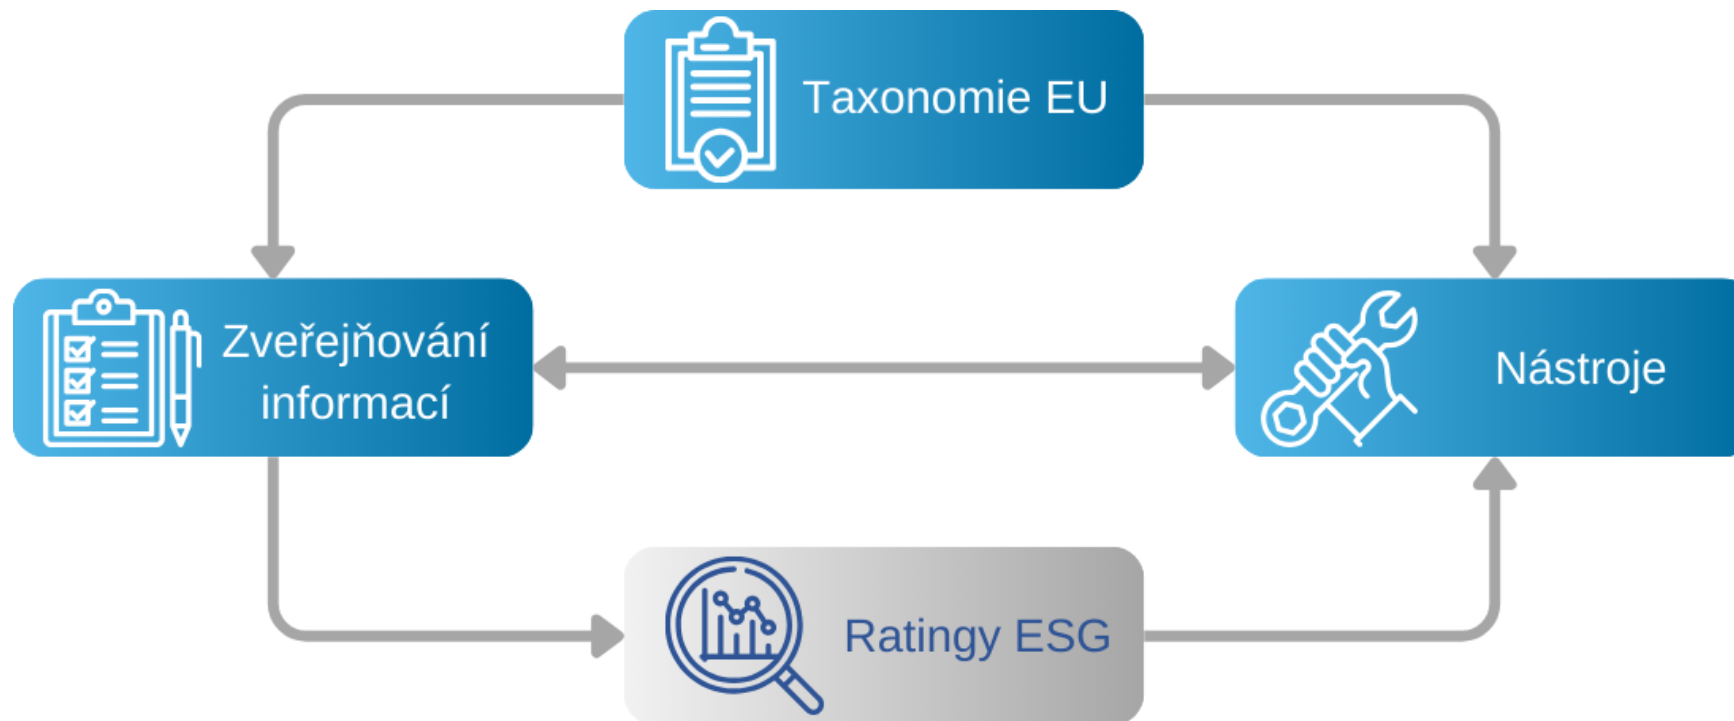 Taxonomie EU
Zveřejňování
informací
Nástroje
Ratingy ESG